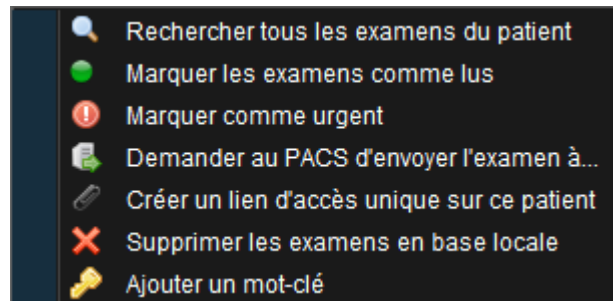 Rechercher tous les examens du patient
Marquer les examens comme lus
Marquer comme urgent
Demander au PACS d'envoyer l'examen à...
Créer un lien d'accès unique sur ce patient
Supprimer les examens en base locale
Ajouter un mot-clé